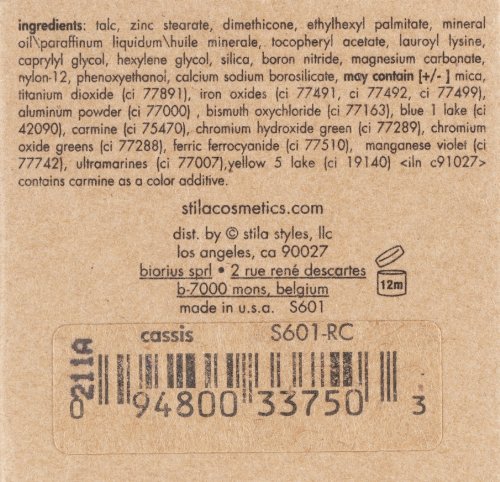 ingredients: talc, zinc stearate, dimethicone, ethylhexyl palmitate, mineral
oil\paraffinum liquidum\huile minerale, tocopheryl acetate, lauroyl lysine,
caprylyl glycol, hexylene glycol, silica, boron nitride, magnesium carbonate,
nylon-12, phenoxyethanol, calcium sodium borosilicate, may contain [+/-] mica,
titanium dioxide (ci 77891), iron oxides (ci 77491, ci 77492, ci 77499),
aluminum powder (ci 77000) , bismuth oxychloride (ci 77163), blue 1 lake (ci
42090), carmine (ci 75470), chromium hydroxide green (ci 77289), chromium
oxide greens (ci 77288), ferric ferrocyanide (ci 77510), manganese violet (ci
77742), ultramarines (ci 77007),yellow 5 lake (ci 19140) <iln c91027>
contains carmine as a color additive.
stilacosmetics.com
dist. by © stila styles, llc
los angeles, ca 90027
biorius sprl • 2 rue rené descartes
b-7000 mons, belgium
12m
made in u.s.a. S601
cassis S601-RC
211A
0 94800 33750 3